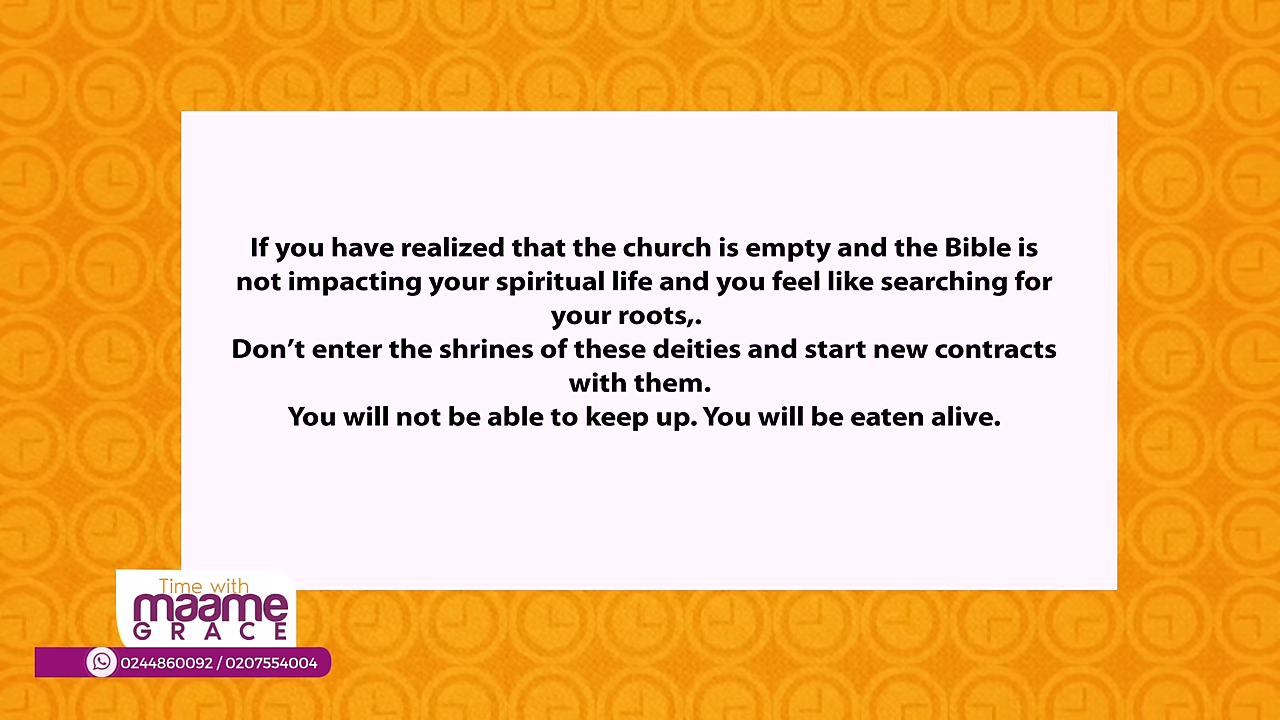 If you have realized that the church is empty and the Bible is
not impacting your spiritual life and you feel like searching for
your roots,.
Don’t enter the shrines of these deities and start new contracts
with them.
You will not be able to keep up. You will be eaten alive.
Time with
maame
GRACE
0244860092 / 0207554004